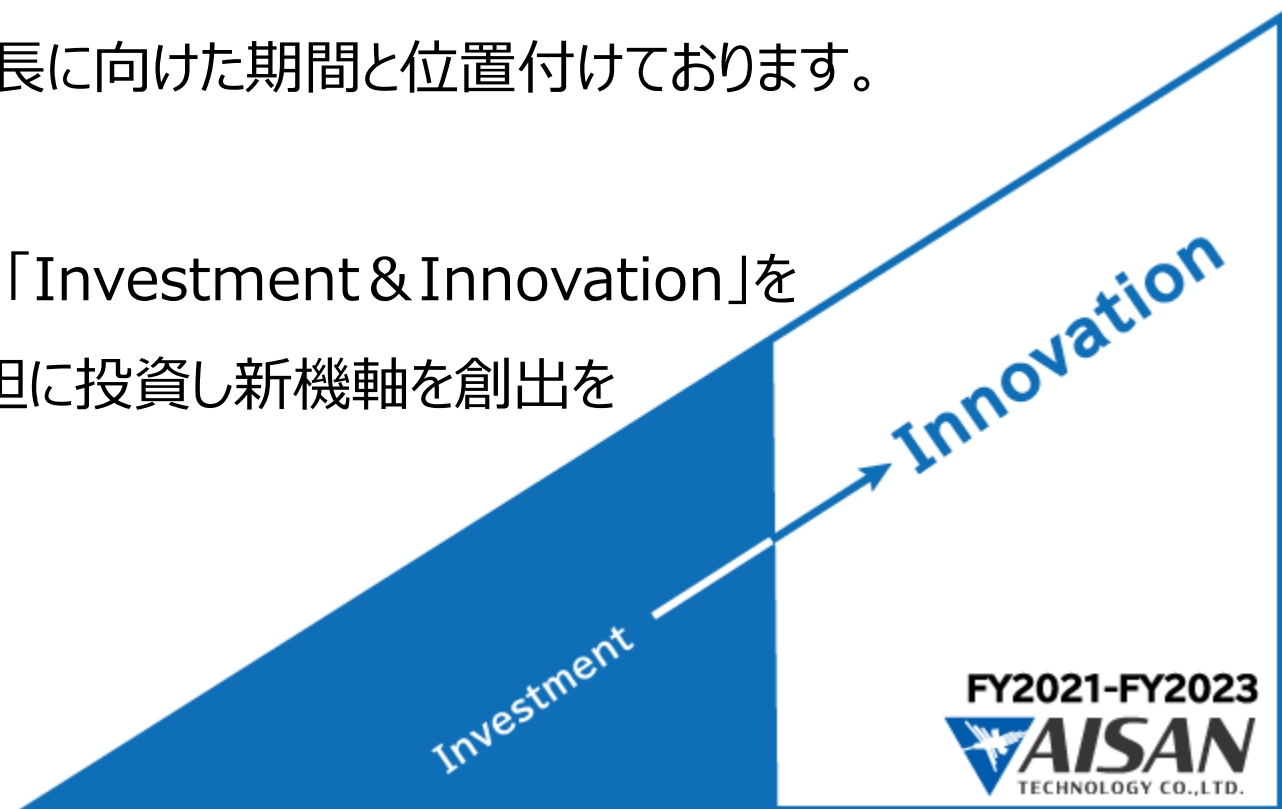 長に向けた期間と位置付けております。
「Investment＆Innovation」を
胆に投資し新機軸を創出を
Innovation
Investment
FY2021-FY2023
AISAN
TECHNOLOGY CO.,LTD.